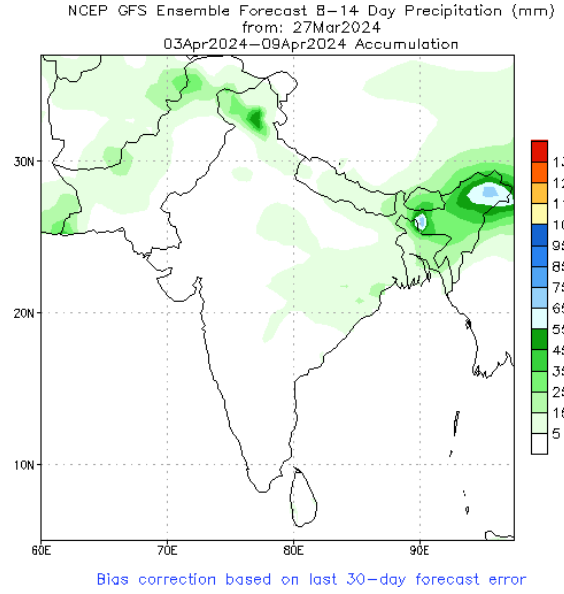 NCEP GFS Ensemble Forecast 8-14 Day Precipitation (mm)
from: 27Mar2024
03Apr2024-09Apr2024 Accumulation
30N
20N
10N
60E 70E 80E 90E
95
85
75
65
55
45
35
25
15
5
Bias correction based on last 30-day forecast error